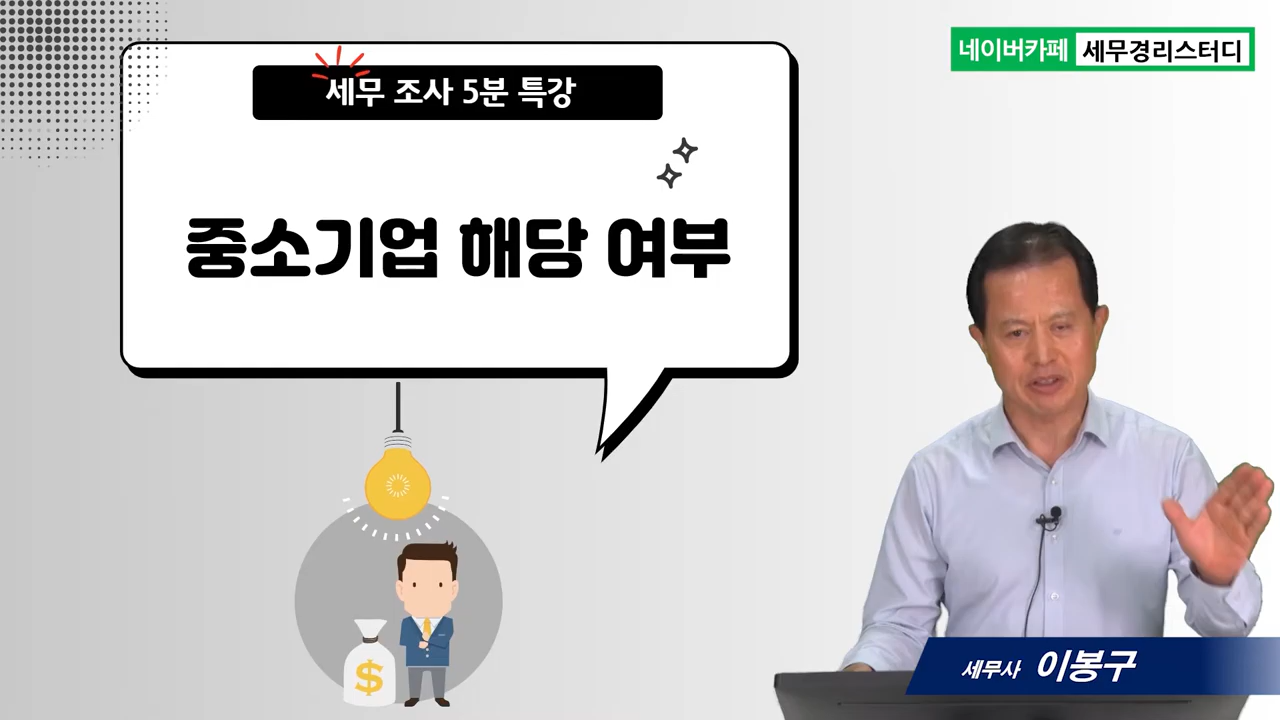 네이버카페 세무경리스터디
세무 조사 5분 특강
중소기업 해당 여부
$
세무사 이봉구